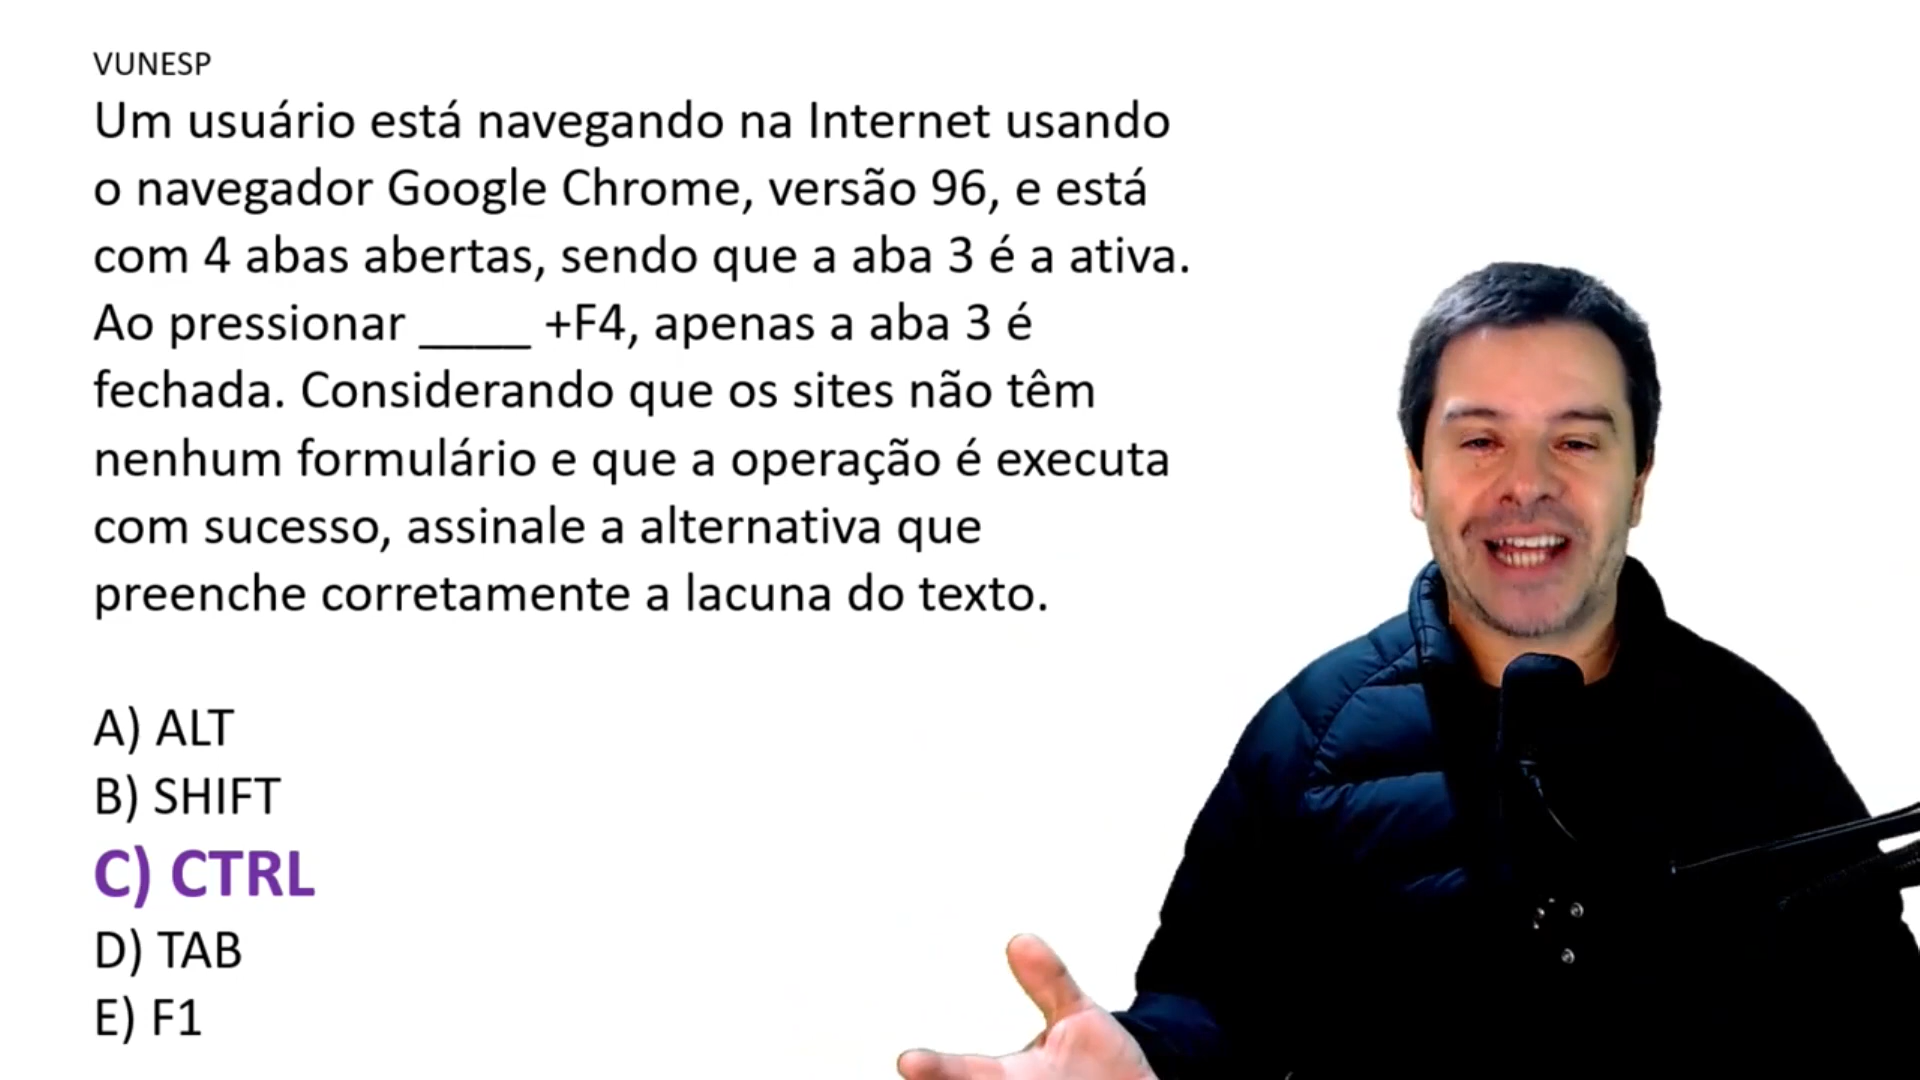 VUNESP
Um usuário está navegando na Internet usando
o navegador Google Chrome, versão 96, e está
com 4 abas abertas, sendo que a aba 3 é a ativa.
Ao pressionar ____ +F4, apenas a aba 3 é
fechada. Considerando que os sites não têm
nenhum formulário e que a operação é executa
com sucesso, assinale a alternativa que
preenche corretamente a lacuna do texto.
A) ALT
B) SHIFT
C) CTRL
D) TAB
E) F1